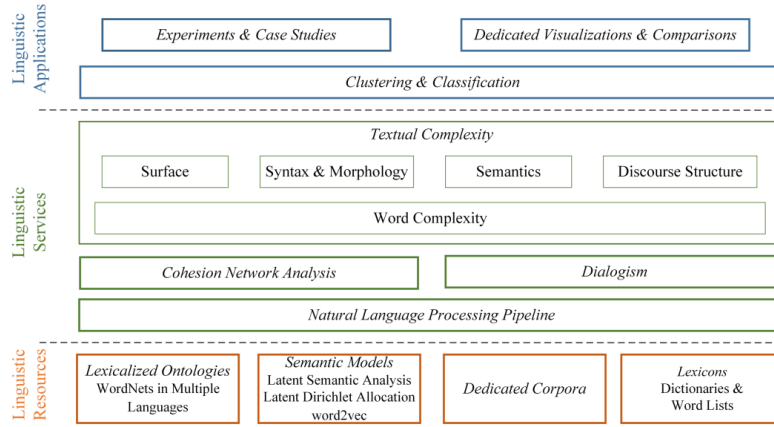 Linguistic
Applications
Experiments & Case Studies
Dedicated Visualizations & Comparisons
Clustering & Classification
Linguistic
Services
Textual Complexity
Surface
Syntax & Morphology
Semantics
Discourse Structure
Word Complexity
Cohesion Network Analysis
Dialogism
Natural Language Processing Pipeline
Linguistic
Resources
Lexicalized Ontologies
WordNets in Multiple
Languages
Semantic Models
Latent Semantic Analysis
Latent Dirichlet Allocation
word2vec
Dedicated Corpora
Lexicons
Dictionaries &
Word Lists